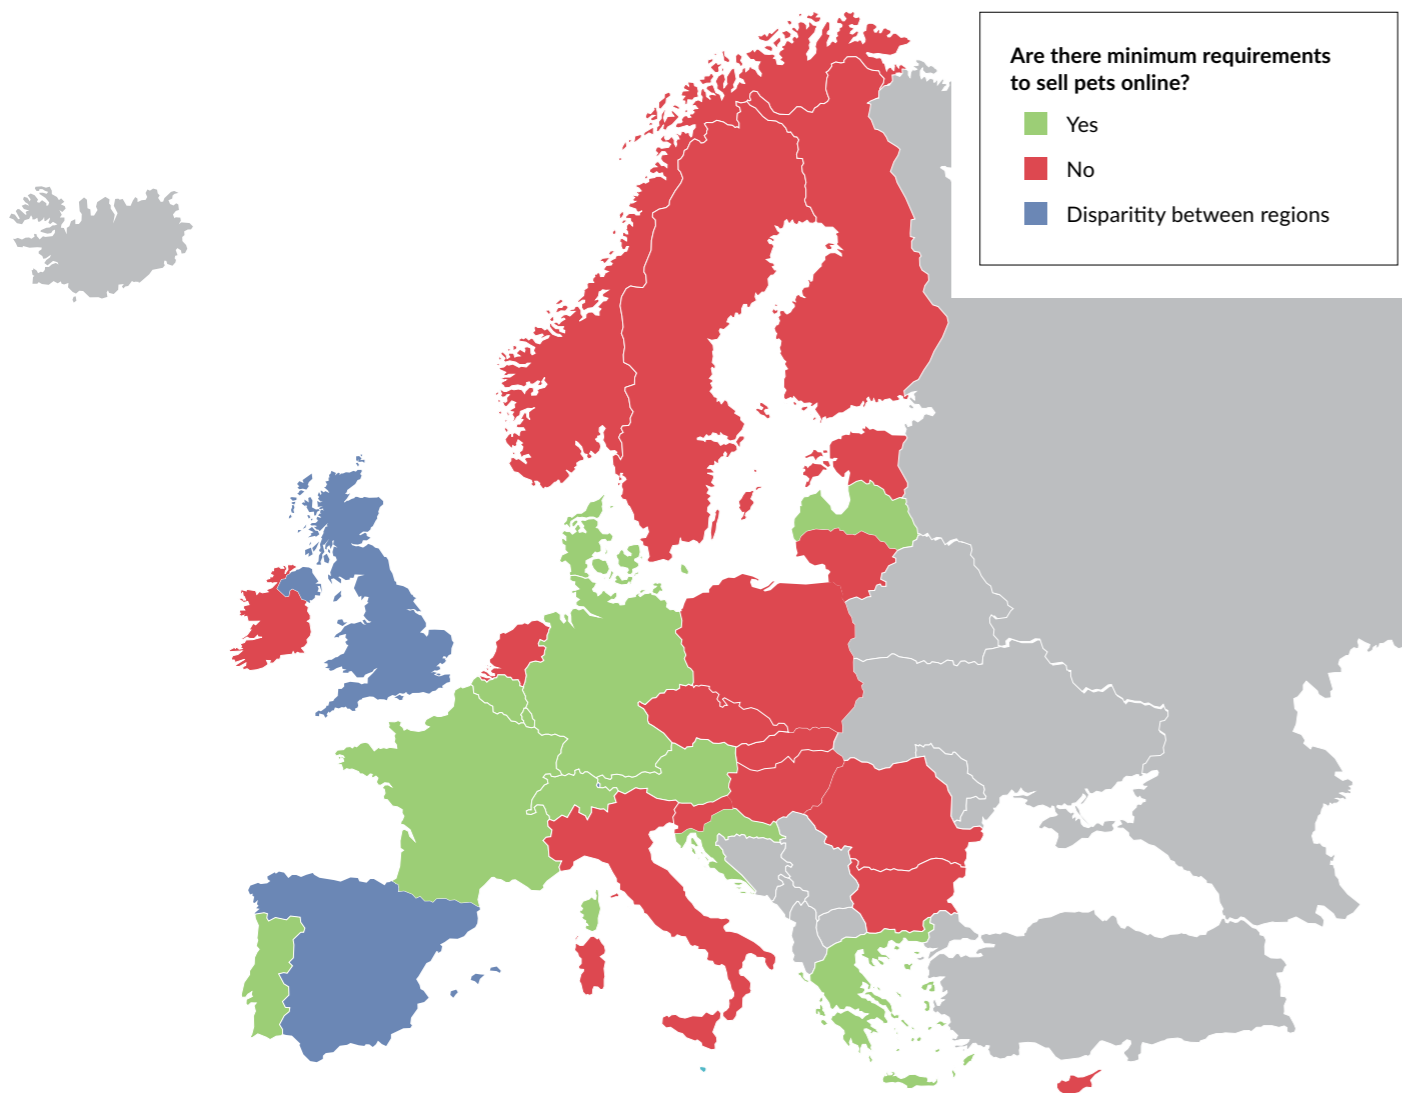 Are there minimum requirements
to sell pets online?
Yes
No
Disparitity between regions